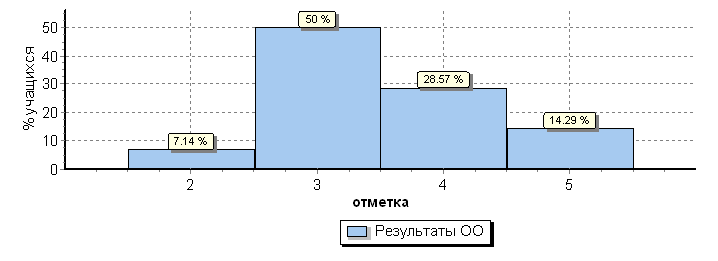 % учащихся
50
40
30
20
10
0
7.14 %
50 %
28.57 %
14.29 %
2 3 4 5
отметка
Результаты ОО